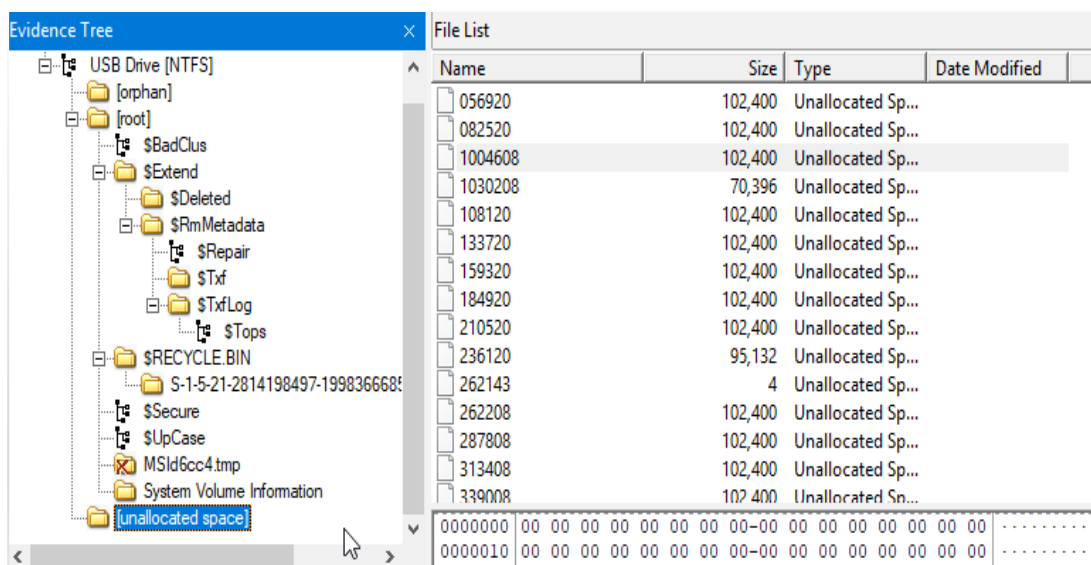 Evidence Tree
USB Drive [NTFS]
[orphan]
[root]
$BadClus
$Extend
$Deleted
$RmMetadata
$Repair
$Txf
$TxfLog
$Tops
$RECYCLE.BIN
S-1-5-21-2814198497-1998366685
$Secure
$UpCase
MSId6cc4.tmp
System Volume Information
[unallocated space]
File List
Name Size Type Date Modified
056920 102,400 Unallocated Sp...
082520 102,400 Unallocated Sp...
1004608 102,400 Unallocated Sp...
1030208 70,396 Unallocated Sp...
108120 102,400 Unallocated Sp...
133720 102,400 Unallocated Sp...
159320 102,400 Unallocated Sp...
184920 102,400 Unallocated Sp...
210520 102,400 Unallocated Sp...
236120 95,132 Unallocated Sp...
262143 4 Unallocated Sp...
262208 102,400 Unallocated Sp...
287808 102,400 Unallocated Sp...
313408 102,400 Unallocated Sp...
339008 102,400 Unallocated Sp...
0000000 00 00 00 00 00 00 00 00-00 00 00 00 00 00 00 00 .........
0000010 00 00 00 00 00 00 00 00-00 00 00 00 00 00 00 00 .........